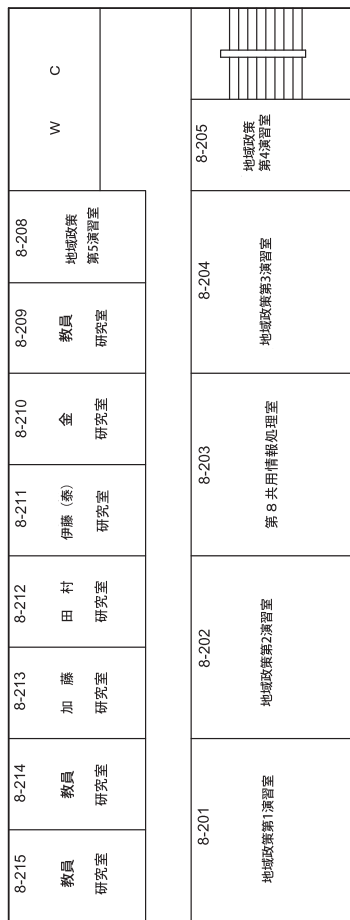 W C
8-208
地域政策
第5演習室
8-209
教員
研究室
8-210
金
研究室
8-211
伊藤（泰）
研究室
8-212
田 村
研究室
8-213
加 藤
研究室
8-214
教員
研究室
8-215
教員
研究室
8-205
地域政策
第4演習室
8-204
地域政策第3演習室
8-203
第８共用情報処理室
8-202
地域政策第2演習室
8-201
地域政策第1演習室